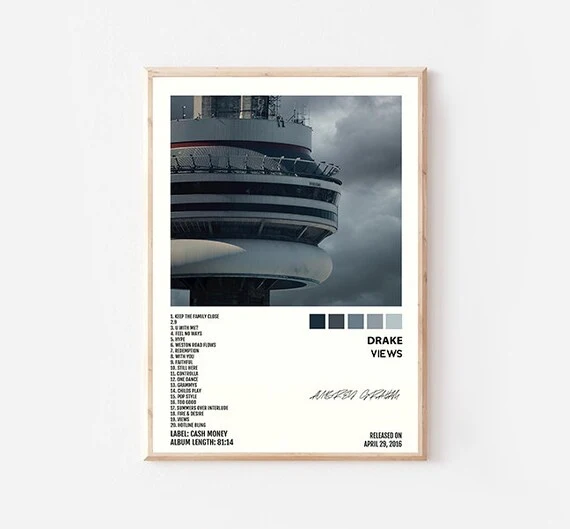 1. KEEP THE FAMILY CLOSE
2.9
3. U WITH MET
4. FEEL NO WAYS
5. HYPE
6. WESTON ROAD FLOWS
7. REDEMPTION
8. WITH YOU
9. FAITHFUL
10. STILL HERE
11. CONTROLLA
12. ONE DANCE
13. GRAMMYS
14. CHILDS PLAY
15. POP STYLE
16. TOO GOOD
17. SUMMERS OVER INTERLUDE
18. FIRE & DESIRE
19. VIEWS
20. HOTLINE BLING
LABEL: CASH MONEY
ALBUM LENGTH: 81:14
DRAKE
VIEWS
RELEASED ON
APRIL 29, 2016